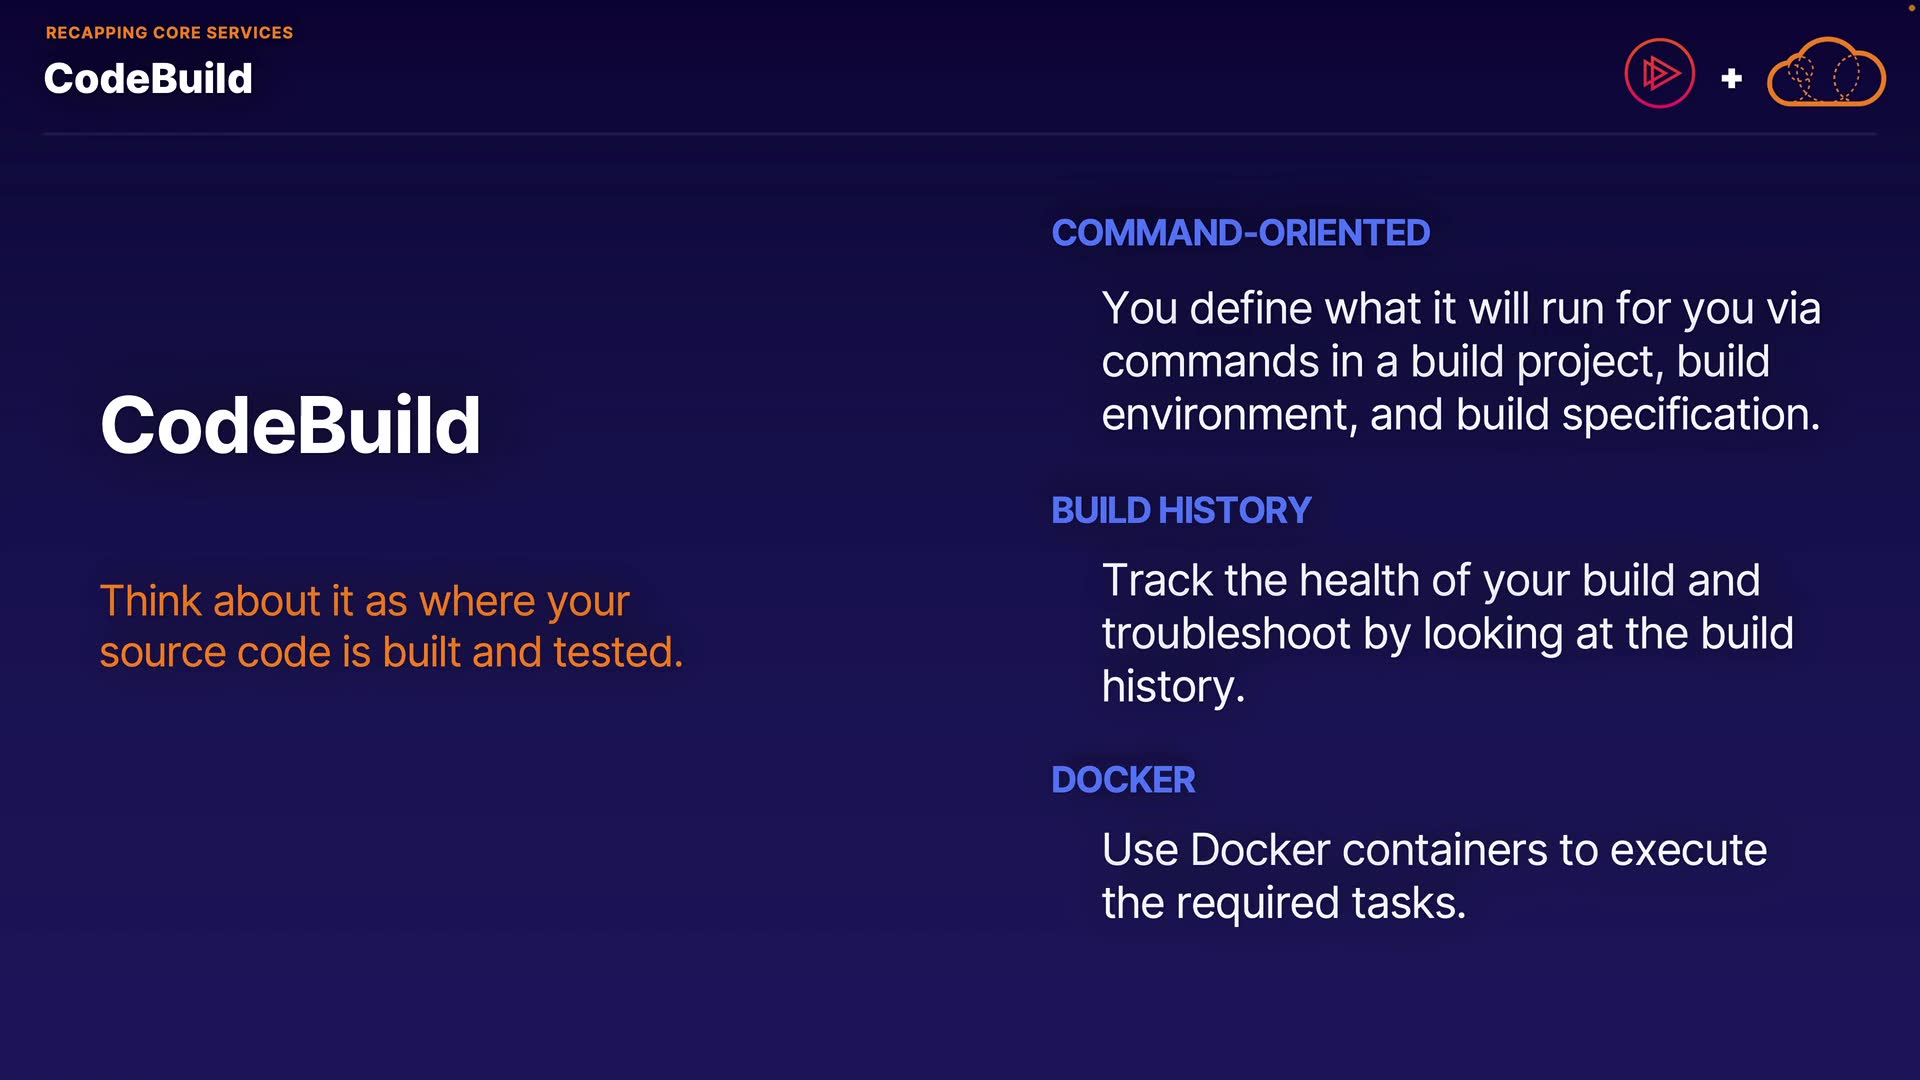 RECAPPING CORE SERVICES
CodeBuild
+
CodeBuild
Think about it as where your
source code is built and tested.
COMMAND-ORIENTED
You define what it will run for you via
commands in a build project, build
environment, and build specification.
BUILD HISTORY
Track the health of your build and
troubleshoot by looking at the build
history.
DOCKER
Use Docker containers to execute
the required tasks.